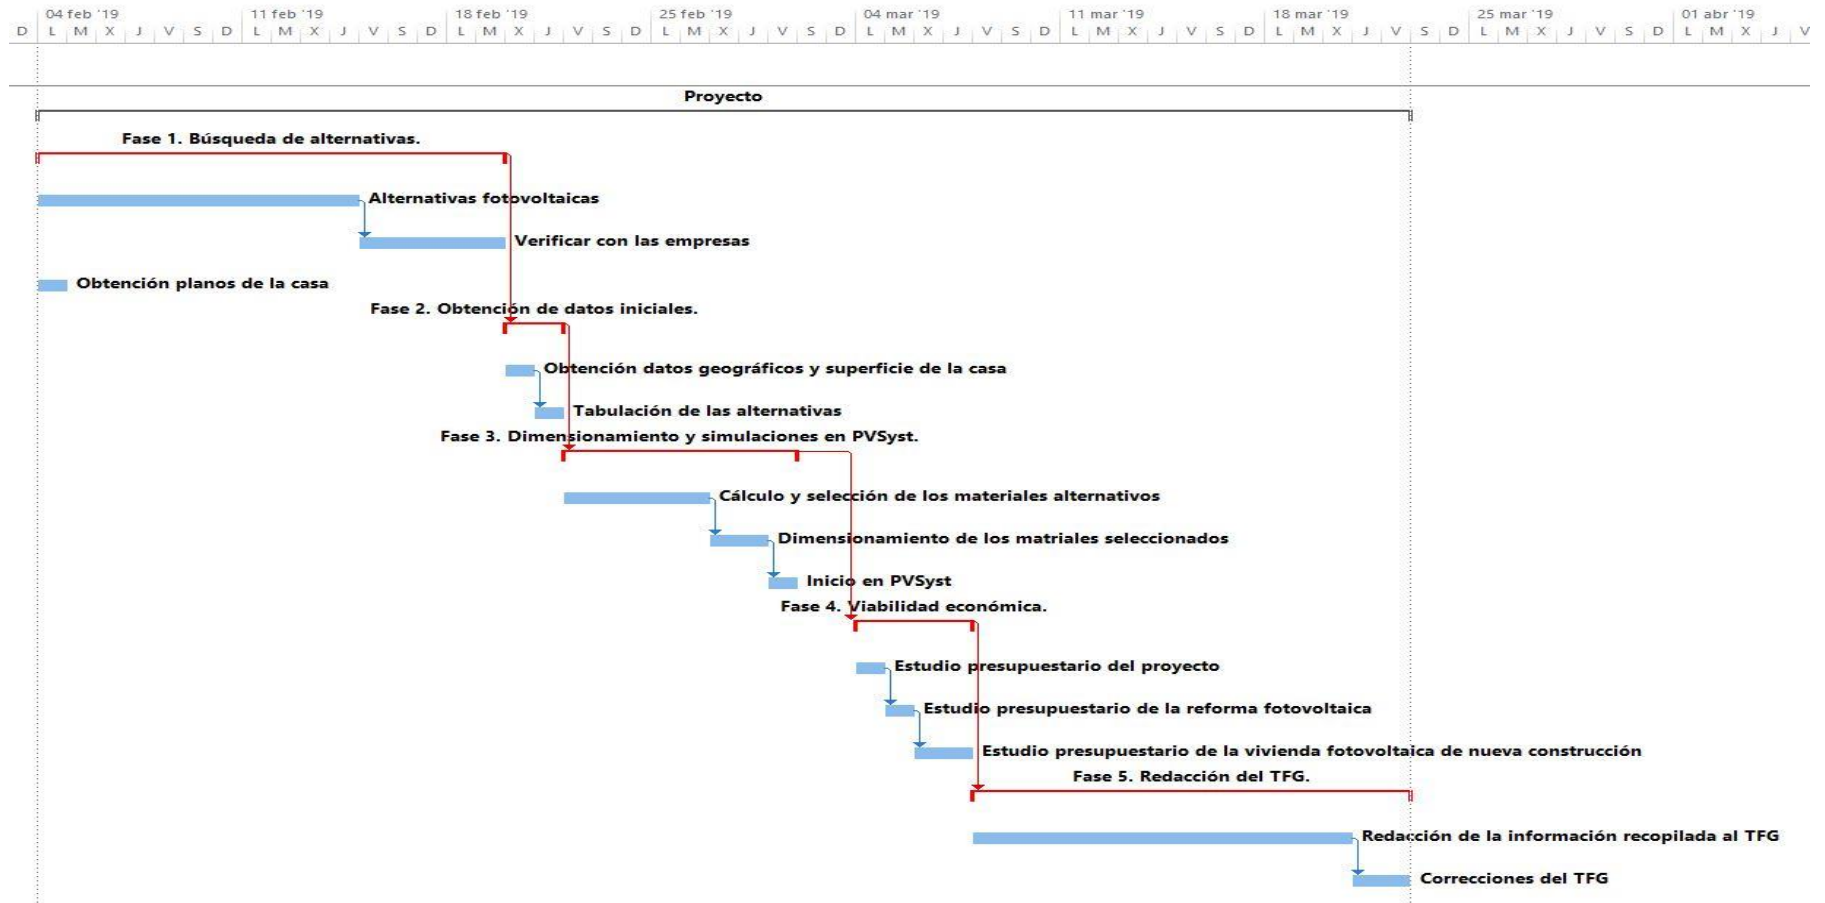 04 feb '19 11 feb '19 18 feb '19 25 feb '19 04 mar '19 11 mar '19 18 mar '19 25 mar '19 01 abr '19
D L M X J V S D L M X J V S D L M X J V S D L M X J V S D L M X J V S D L M X J V S D L M X J V S D L M X J V S D L M X J V
Proyecto
Fase 1. Búsqueda de alternativas.
Alternativas fotovoltaicas
Verificar con las empresas
Obtención planos de la casa
Fase 2. Obtención de datos iniciales.
Obtención datos geográficos y superficie de la casa
Tabulación de las alternativas
Fase 3. Dimensionamiento y simulaciones en PVSyst.
Cálculo y selección de los materiales alternativos
Dimensionamiento de los matriales seleccionados
Inicio en PVSyst
Fase 4. Viabilidad económica.
Estudio presupuestario del proyecto
Estudio presupuestario de la reforma fotovoltaica
Estudio presupuestario de la vivienda fotovoltaica de nueva construcción
Fase 5. Redacción del TFG.
Redacción de la información recopilada al TFG
Correcciones del TFG